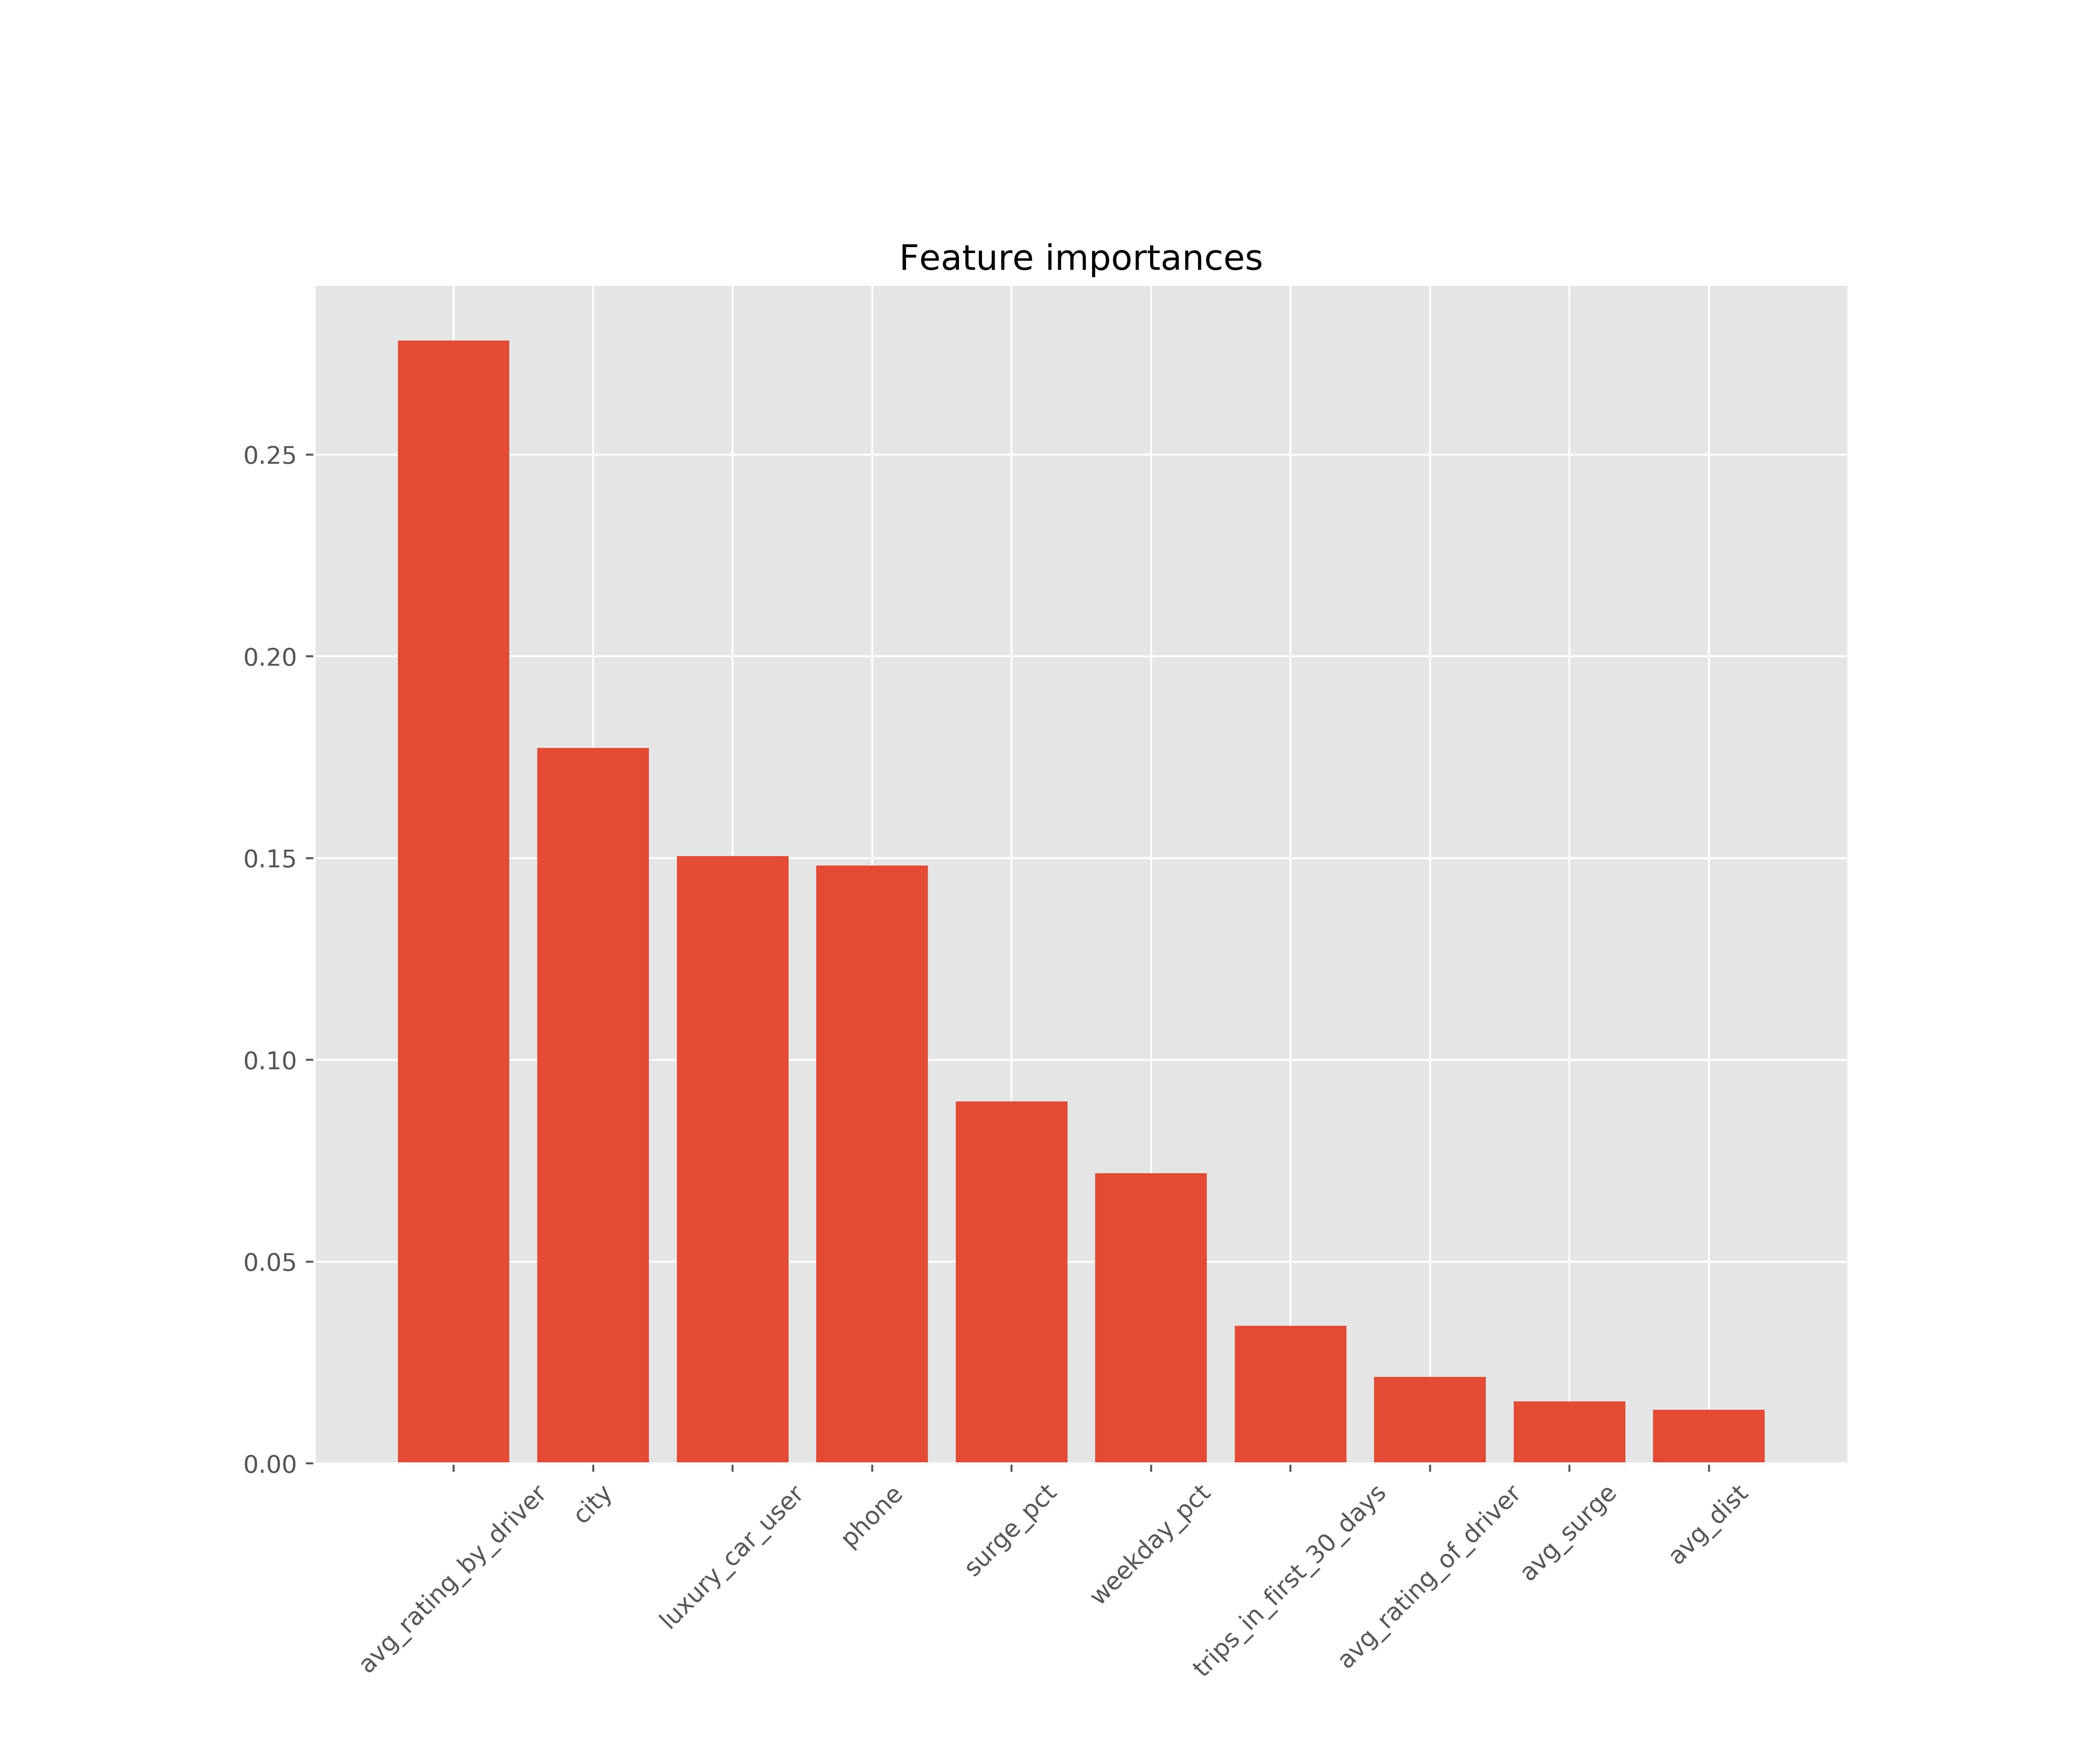 Feature importances
0.25
0.20
0.15
0.10
0.05
0.00
avg_rating_by_driver
city
luxury_car_user
phone
surge_pct
weekday_pct
trips_in_first_30_days
avg_rating_of_driver
avg_surge
avg_dist